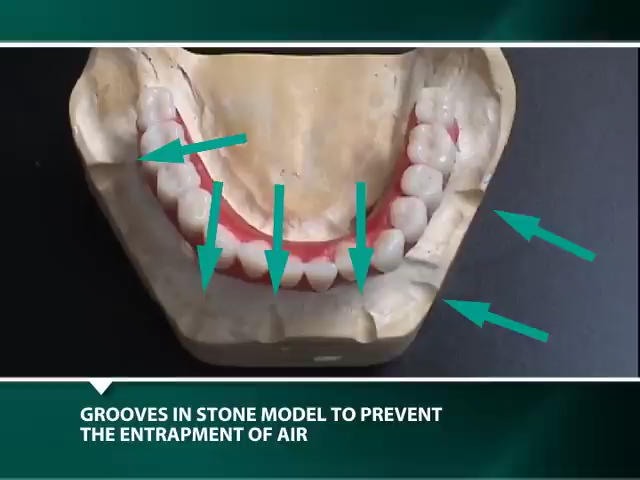 GROOVES IN STONE MODEL TO PREVENT
THE ENTRAPMENT OF AIR